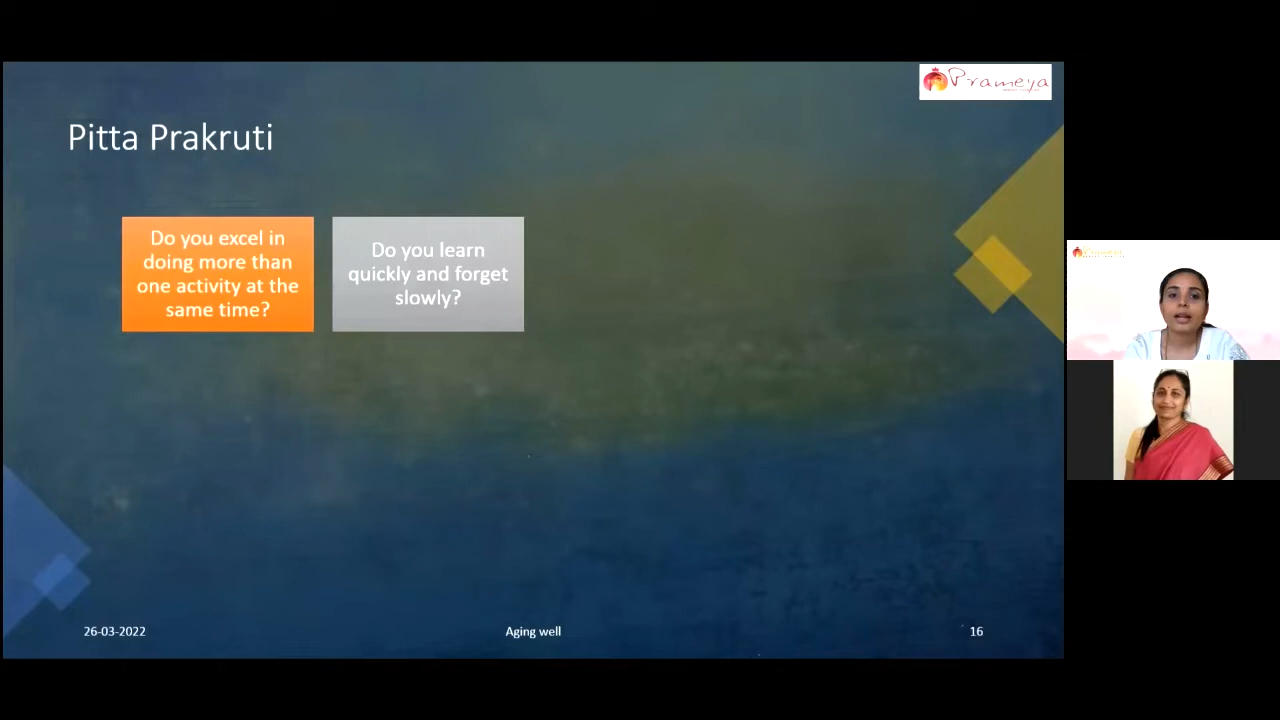 Prameya
Pitta Prakruti
Do you excel in
doing more than
one activity at the
same time?
Do you learn
quickly and forget
slowly?
Prameya
26-03-2022
Aging well
16